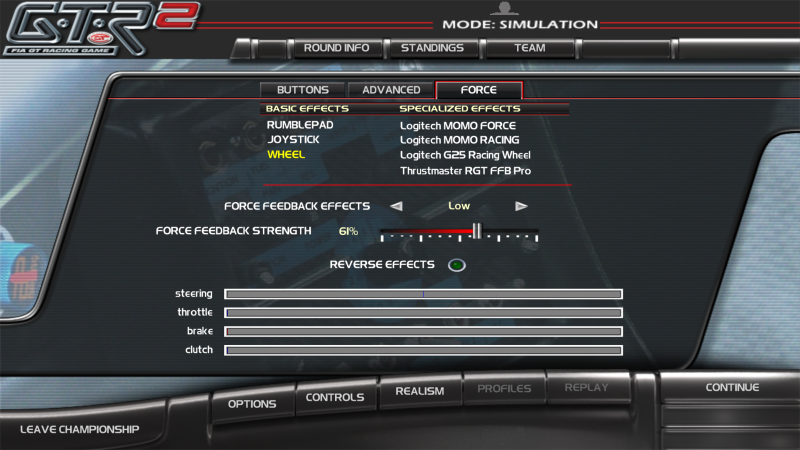 GTR2
FIA GT RACING GAME
MODE: SIMULATION
ROUND INFO STANDINGS TEAM
BUTTONS ADVANCED FORCE
BASIC EFFECTS SPECIALIZED EFFECTS
RUMBLEPAD Logitech MOMO FORCE
JOYSTICK Logitech MOMO RACING
WHEEL Logitech G25 Racing Wheel
Thrustmaster RGT FFB Pro
FORCE FEEDBACK EFFECTS Low
FORCE FEEDBACK STRENGTH 61%
REVERSE EFFECTS
steering
throttle
brake
clutch
LEAVE CHAMPIONSHIP OPTIONS CONTROLS REALISM PROFILES REPLAY CONTINUE